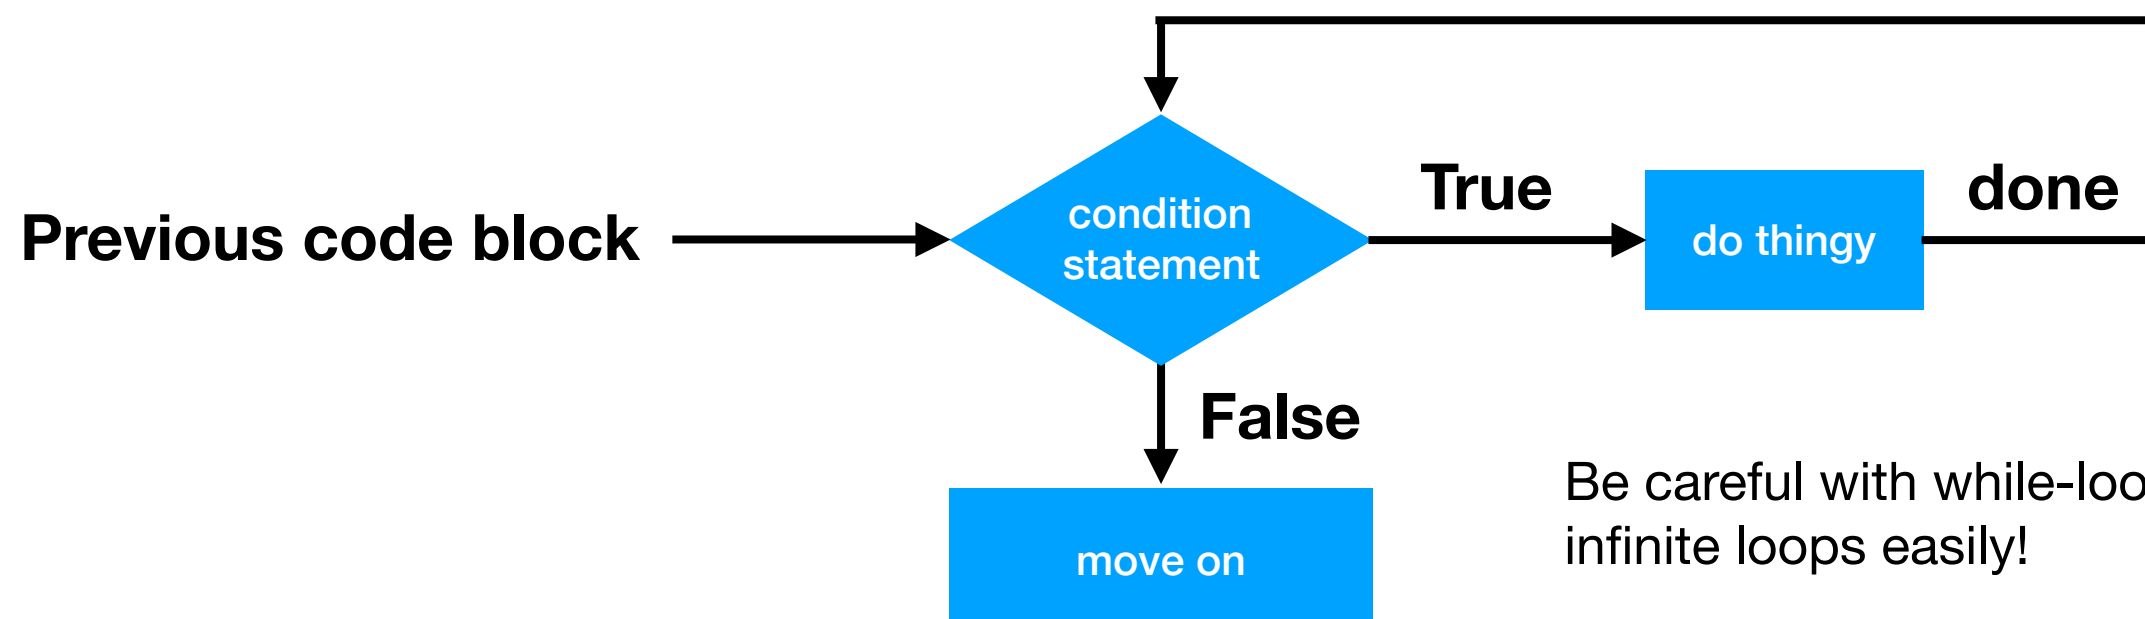 Previous code block
condition
statement
True
do thingy
done
False
move on
Be careful with while-loo
infinite loops easily!